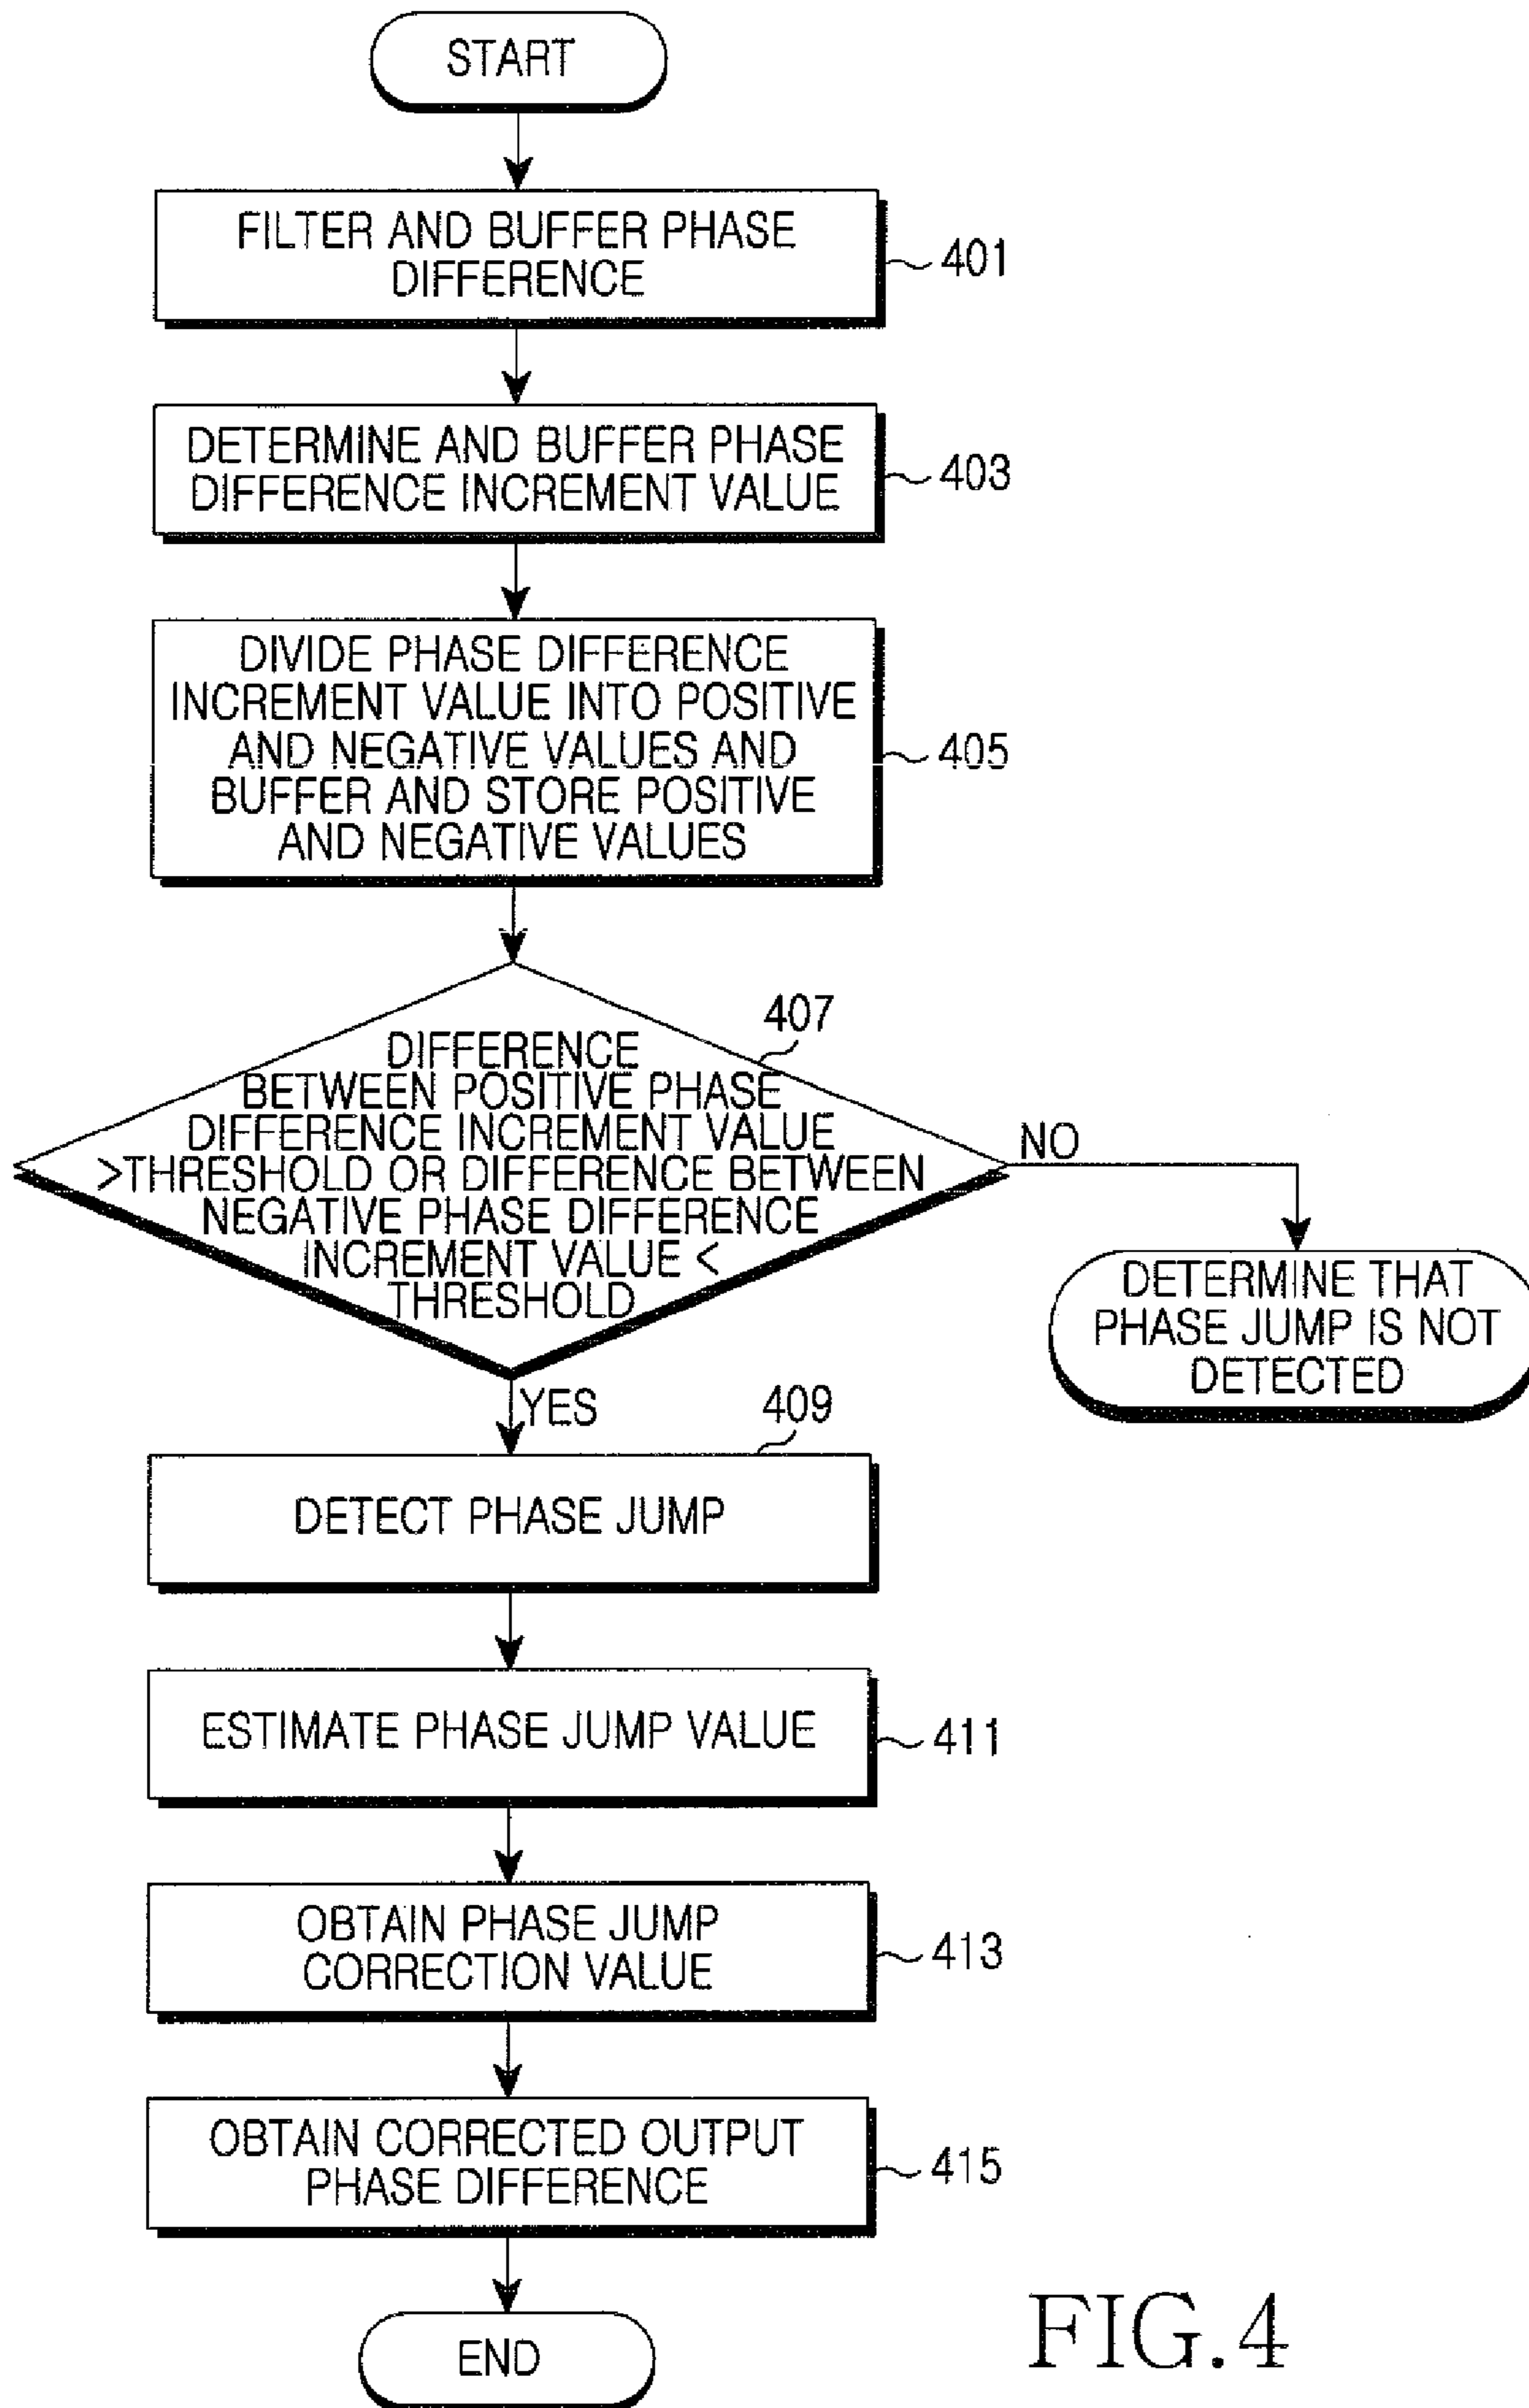 START
FILTER AND BUFFER PHASE
DIFFERENCE
401
DETERMINE AND BUFFER PHASE
DIFFERENCE INCREMENT VALUE
403
DIVIDE PHASE DIFFERENCE
INCREMENT VALUE INTO POSITIVE
AND NEGATIVE VALUES AND
BUFFER AND STORE POSITIVE
AND NEGATIVE VALUES
405
407
DIFFERENCE
BETWEEN POSITIVE PHASE
DIFFERENCE INCREMENT VALUE
>THRESHOLD OR DIFFERENCE BETWEEN
NEGATIVE PHASE DIFFERENCE
INCREMENT VALUE <
THRESHOLD
NO
DETERMINE THAT
PHASE JUMP IS NOT
DETECTED
YES
409
DETECT PHASE JUMP
ESTIMATE PHASE JUMP VALUE
411
OBTAIN PHASE JUMP
CORRECTION VALUE
413
OBTAIN CORRECTED OUTPUT
PHASE DIFFERENCE
415
END
FIG.4